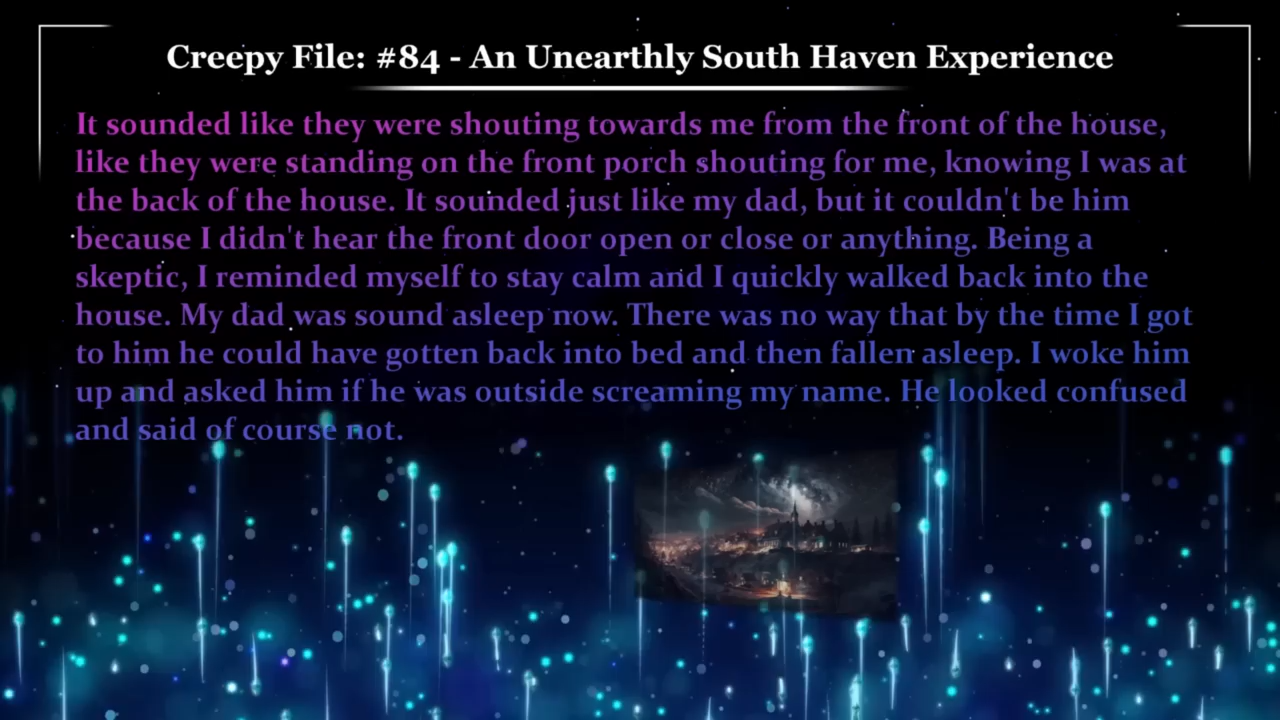 Creepy File: #84 - An Unearthly South Haven Experience
It sounded like they were shouting towards me from the front of the house,
like they were standing on the front porch shouting for me, knowing I was at
the back of the house. It sounded just like my dad, but it couldn't be him
because I didn't hear the front door open or close or anything. Being a
skeptic, I reminded myself to stay calm and I quickly walked back into the
house. My dad was sound asleep now. There was no way that by the time I got
to him he could have gotten back into bed and then fallen asleep. I woke him
up and asked him if he was outside screaming my name. He looked confused
and said of course not.